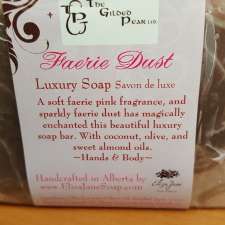 THE
GILDED
PEAR LTD.
Faerie Dust
Luxury Soap Savon de luxe
A soft faerie pink fragrance, and
sparkly faerie dust has magically
enchanted this beautiful luxury
soap bar. With coconut, olive, and
sweet almond oils.
~Hands & Body~
Handcrafted in Alberta by
www.ElizaJaneSoap.com
Eliza Jane